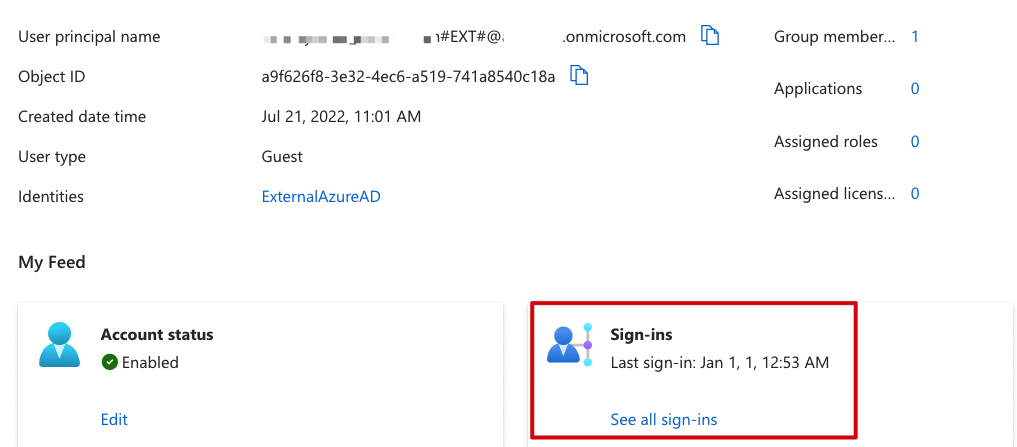 User principal name
#EXT#@
.onmicrosoft.com
Group member... 1
Object ID
a9f626f8-3e32-4ec6-a519-741a8540c18a
Applications 0
Created date time
Jul 21, 2022, 11:01 AM
Assigned roles 0
User type
Guest
Identities
ExternalAzureAD
Assigned licens... 0
My Feed
Account status
Enabled
Edit
Sign-ins
Last sign-in: Jan 1, 1, 12:53 AM
See all sign-ins